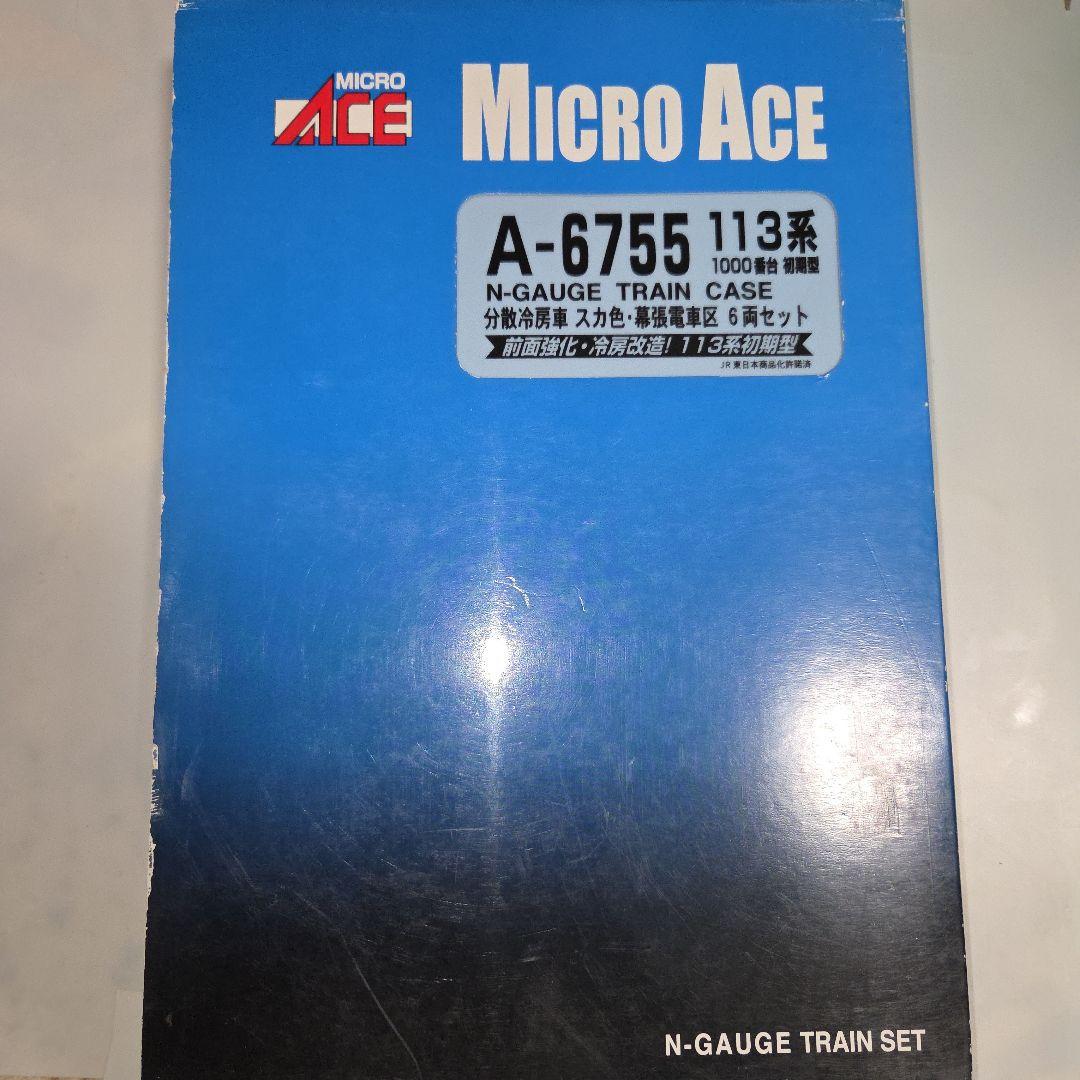 MICRO
ACE
MICRO ACE
A-6755 113系
1000番台 初期型
N-GAUGE TRAIN CASE
分散冷房車 スカ色・幕張電車区 6両セット
前面強化・冷房改造! 113系初期型
JR東日本商品化許諾済
N-GAUGE TRAIN SET